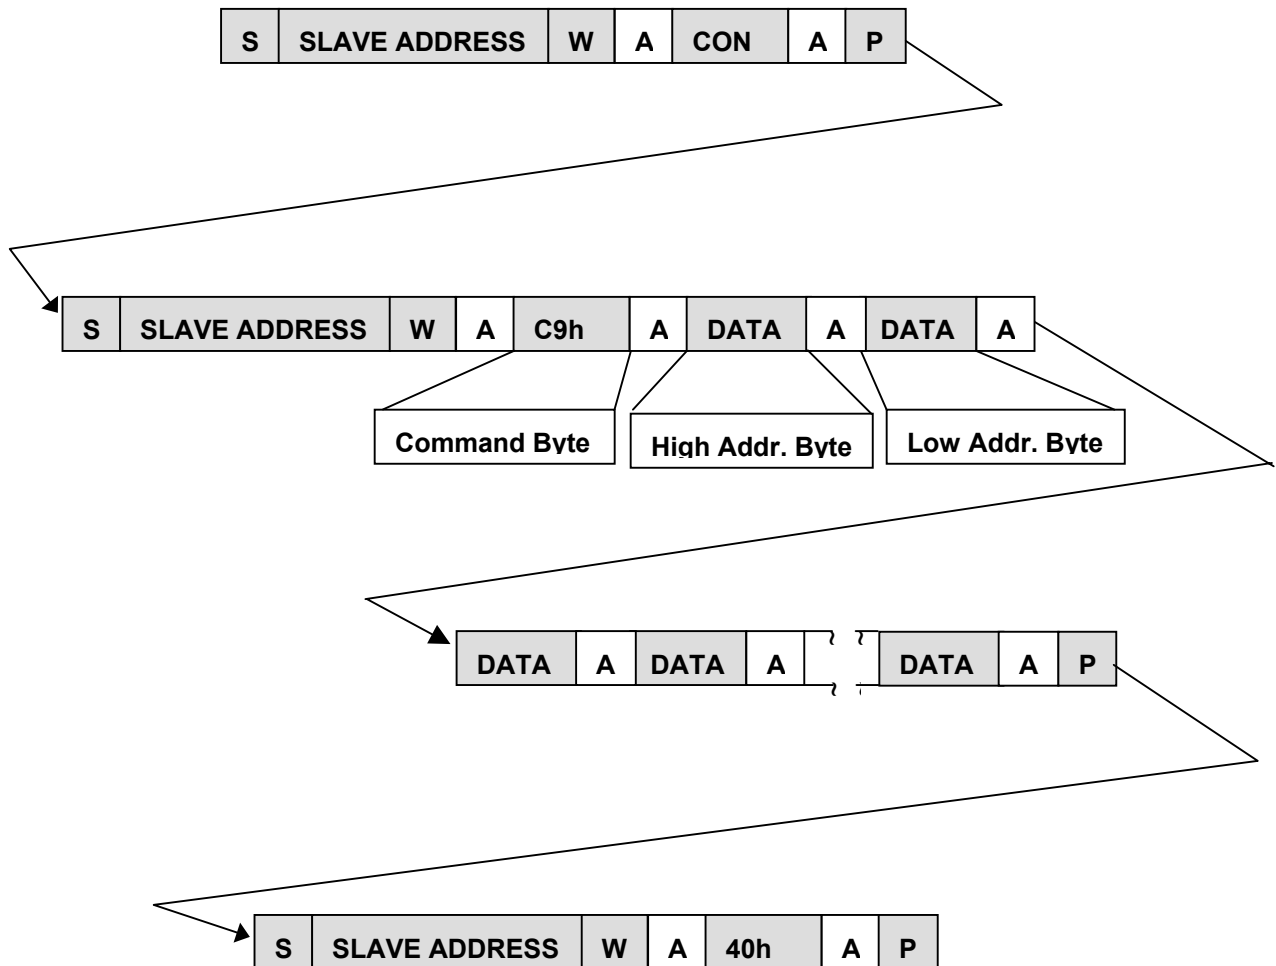 S SLAVE ADDRESS W A CON A P
S SLAVE ADDRESS W A C9h A DATA A DATA A
Command Byte High Addr. Byte Low Addr. Byte
DATA A DATA A DATA A P
S SLAVE ADDRESS W A 40h A P